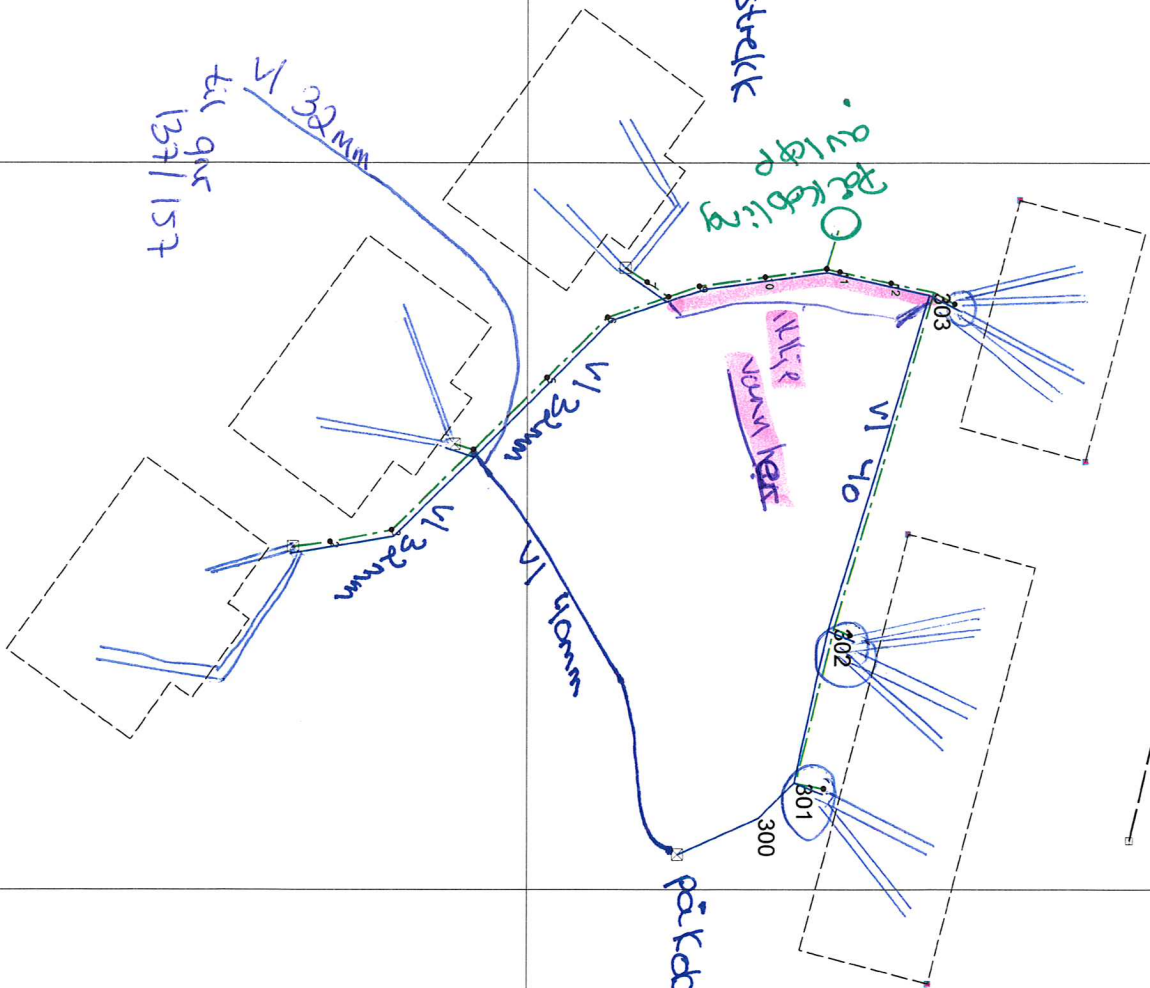 strekk
Vl 32mm
til gnr
137/157
Påkobling
avløp
303
ikkje
vann her
Vl 32mm
Vl 40
Vl 32mm
Vl 40mm
302
301
300
påkob